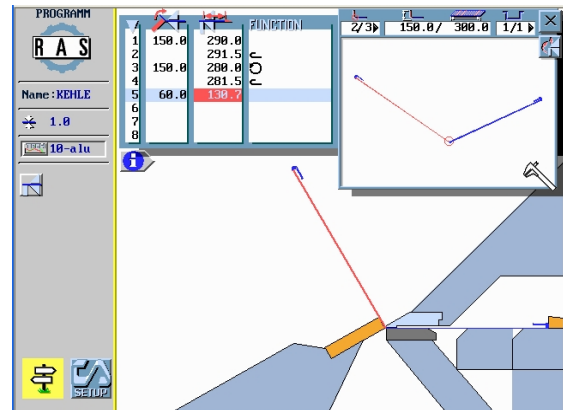 PROGRAMM
RAS
Name:KEHLE
1.0
10-alu
SETUP
FUNCTION
1 150.0 290.0
2 291.5
3 150.0 280.0
4 281.5
5 60.0 130.7
6
7
8
2/3 150.0/ 300.0 1/1
i